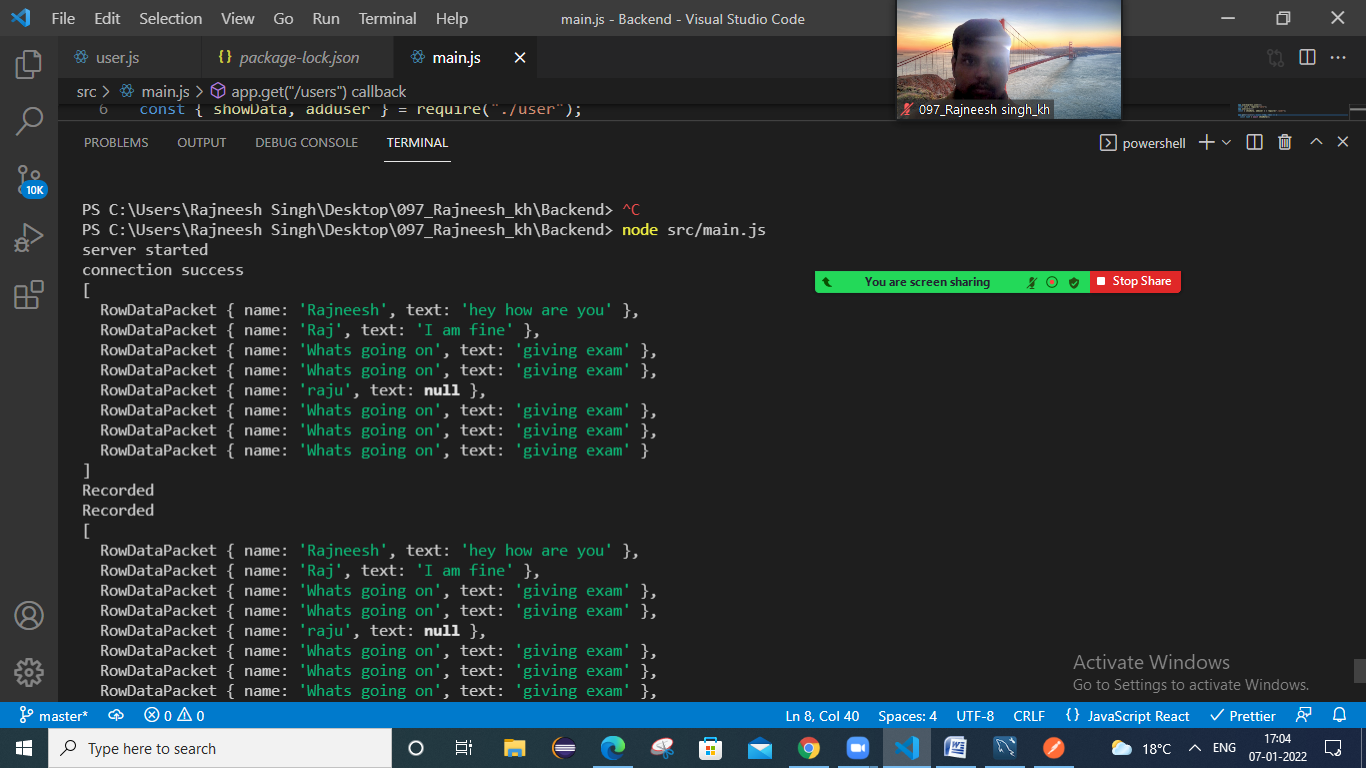 File Edit Selection View Go Run Terminal Help main.js - Backend - Visual Studio Code
user.js {} package-lock.json main.js
src > main.js > app.get("/users") callback
6 const { showData, adduser } = require("./user");
097_Rajneesh singh_kh
PROBLEMS OUTPUT DEBUG CONSOLE TERMINAL powershell
PS C:\Users\Rajneesh Singh\Desktop\097_Rajneesh_kh\Backend> ^C
PS C:\Users\Rajneesh Singh\Desktop\097_Rajneesh_kh\Backend> node src/main.js
server started
connection success
You are screen sharing Stop Share
[
RowDataPacket { name: 'Rajneesh', text: 'hey how are you' },
RowDataPacket { name: 'Raj', text: 'I am fine' },
RowDataPacket { name: 'Whats going on', text: 'giving exam' },
RowDataPacket { name: 'Whats going on', text: 'giving exam' },
RowDataPacket { name: 'raju', text: null },
RowDataPacket { name: 'Whats going on', text: 'giving exam' },
RowDataPacket { name: 'Whats going on', text: 'giving exam' },
RowDataPacket { name: 'Whats going on', text: 'giving exam' }
]
Recorded
Recorded
[
RowDataPacket { name: 'Rajneesh', text: 'hey how are you' },
RowDataPacket { name: 'Raj', text: 'I am fine' },
RowDataPacket { name: 'Whats going on', text: 'giving exam' },
RowDataPacket { name: 'Whats going on', text: 'giving exam' },
RowDataPacket { name: 'raju', text: null },
RowDataPacket { name: 'Whats going on', text: 'giving exam' },
RowDataPacket { name: 'Whats going on', text: 'giving exam' },
RowDataPacket { name: 'Whats going on', text: 'giving exam' },
Activate Windows
Go to Settings to activate Windows.
10K
master* 0 0 Ln 8, Col 40 Spaces: 4 UTF-8 CRLF {} JavaScript React Prettier
Type here to search 18°C ENG 17:04
07-01-2022